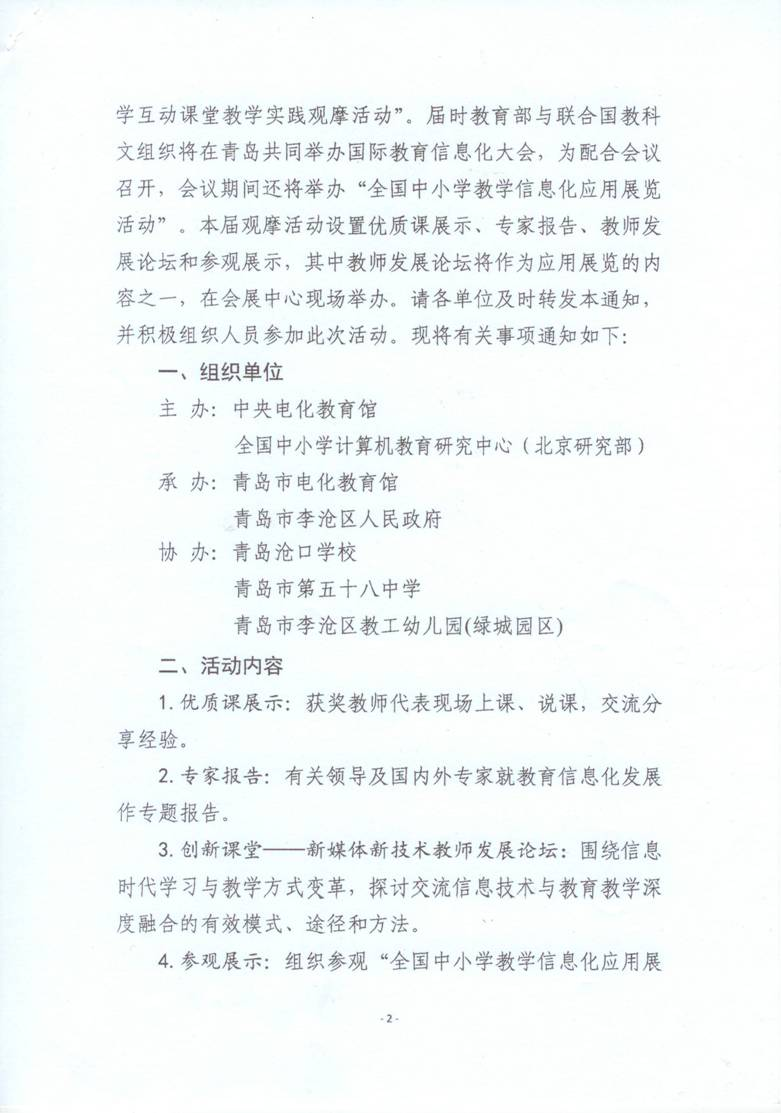 学互动课堂教学实践观摩活动”。届时教育部与联合国教科
文组织将在青岛共同举办国际教育信息化大会，为配合会议
召开，会议期间还将举办“全国中小学教学信息化应用展览
活动”。本届观摩活动设置优质课展示、专家报告、教师发
展论坛和参观展示，其中教师发展论坛将作为应用展览的内
容之一，在会展中心现场举办。请各单位及时转发本通知，
并积极组织人员参加此次活动。现将有关事项通知如下：
一、组织单位
主 办：中央电化教育馆
全国中小学计算机教育研究中心（北京研究部）
承 办：青岛市电化教育馆
青岛市李沧区人民政府
协 办：青岛沧口学校
青岛市第五十八中学
青岛市李沧区教工幼儿园(绿城园区)
二、活动内容
1.优质课展示：获奖教师代表现场上课、说课，交流分
享经验。
2.专家报告：有关领导及国内外专家就教育信息化发展
作专题报告。
3.创新课堂——新媒体新技术教师发展论坛：围绕信息
时代学习与教学方式变革，探讨交流信息技术与教育教学深
度融合的有效模式、途径和方法。
4.参观展示：组织参观“全国中小学教学信息化应用展
- 2 -